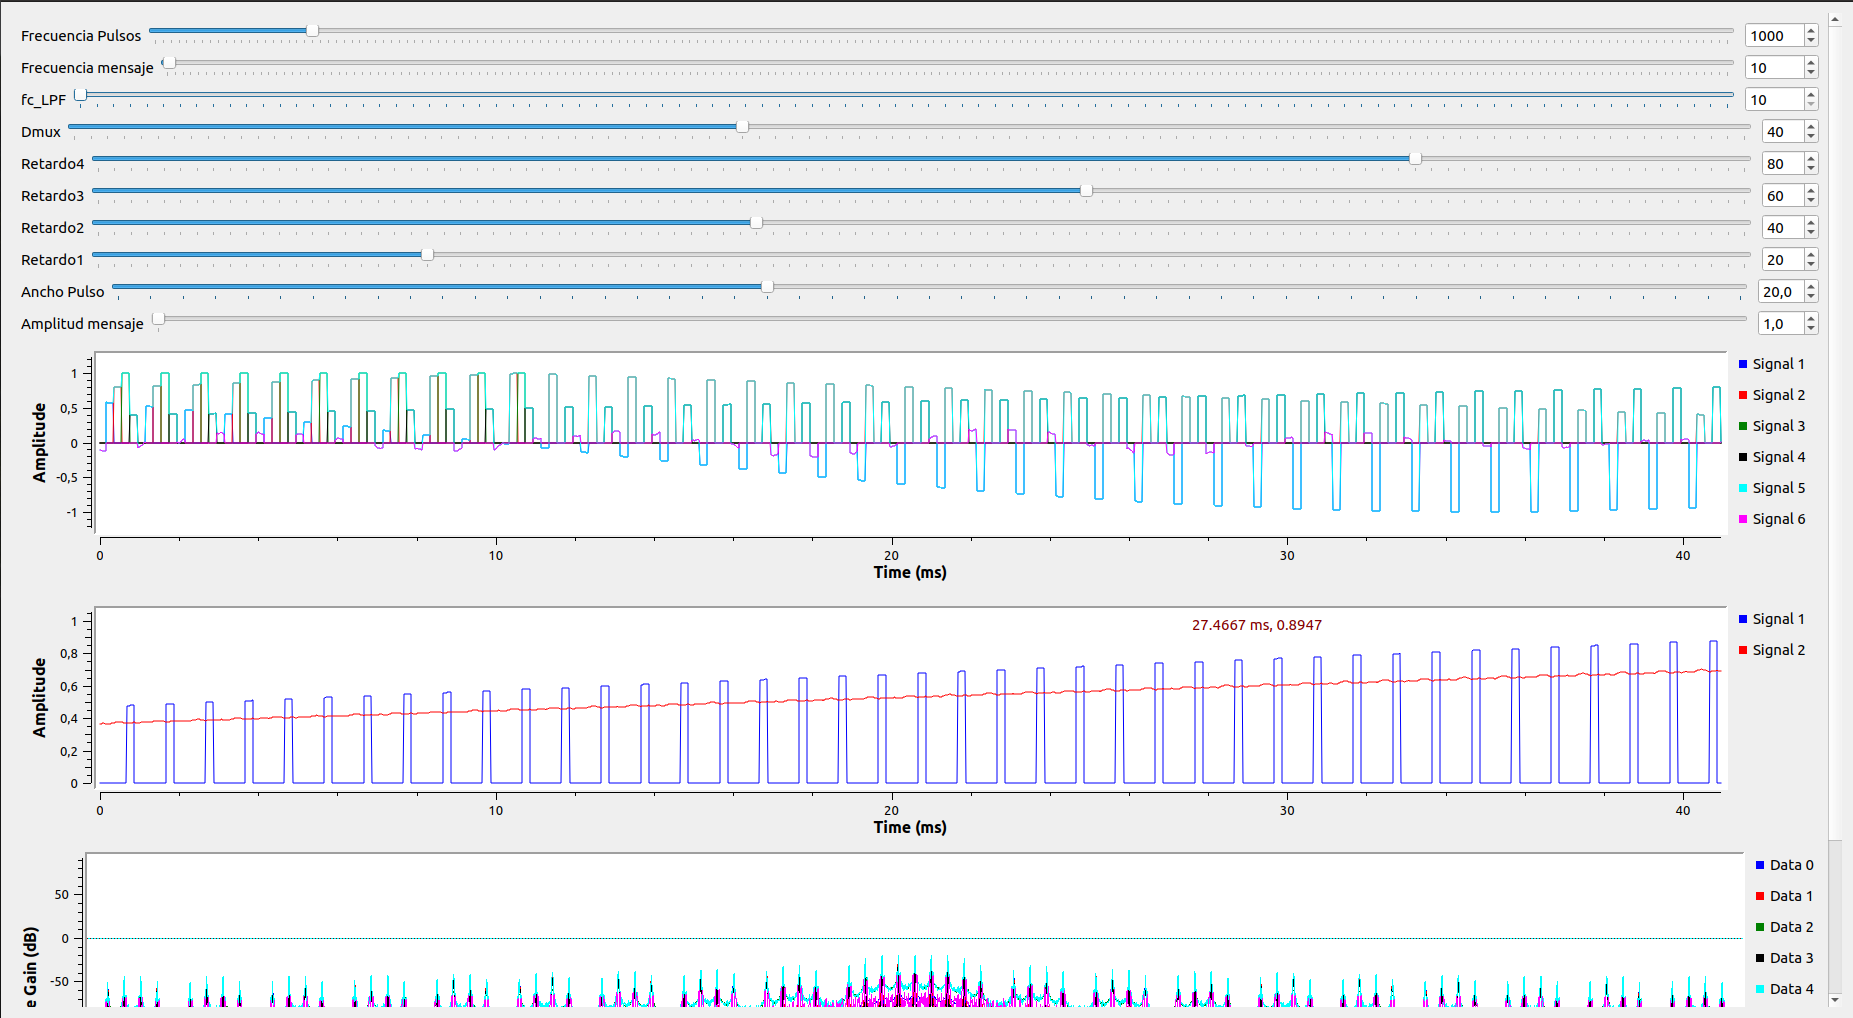 Frecuencia Pulsos 1000
Frecuencia mensaje 10
fc_LPF 10
Dmux 40
Retardo4 80
Retardo3 60
Retardo2 40
Retardo1 20
Ancho Pulso 20,0
Amplitud mensaje 1,0
Amplitude
1
0,5
0
-0,5
-1
0 10 20 30 40
Time (ms)
Signal 1
Signal 2
Signal 3
Signal 4
Signal 5
Signal 6
Amplitude
1
0,8
0,6
0,4
0,2
0
27.4667 ms, 0.8947
0 10 20 30 40
Time (ms)
Signal 1
Signal 2
e Gain (dB)
50
0
-50
Data 0
Data 1
Data 2
Data 3
Data 4